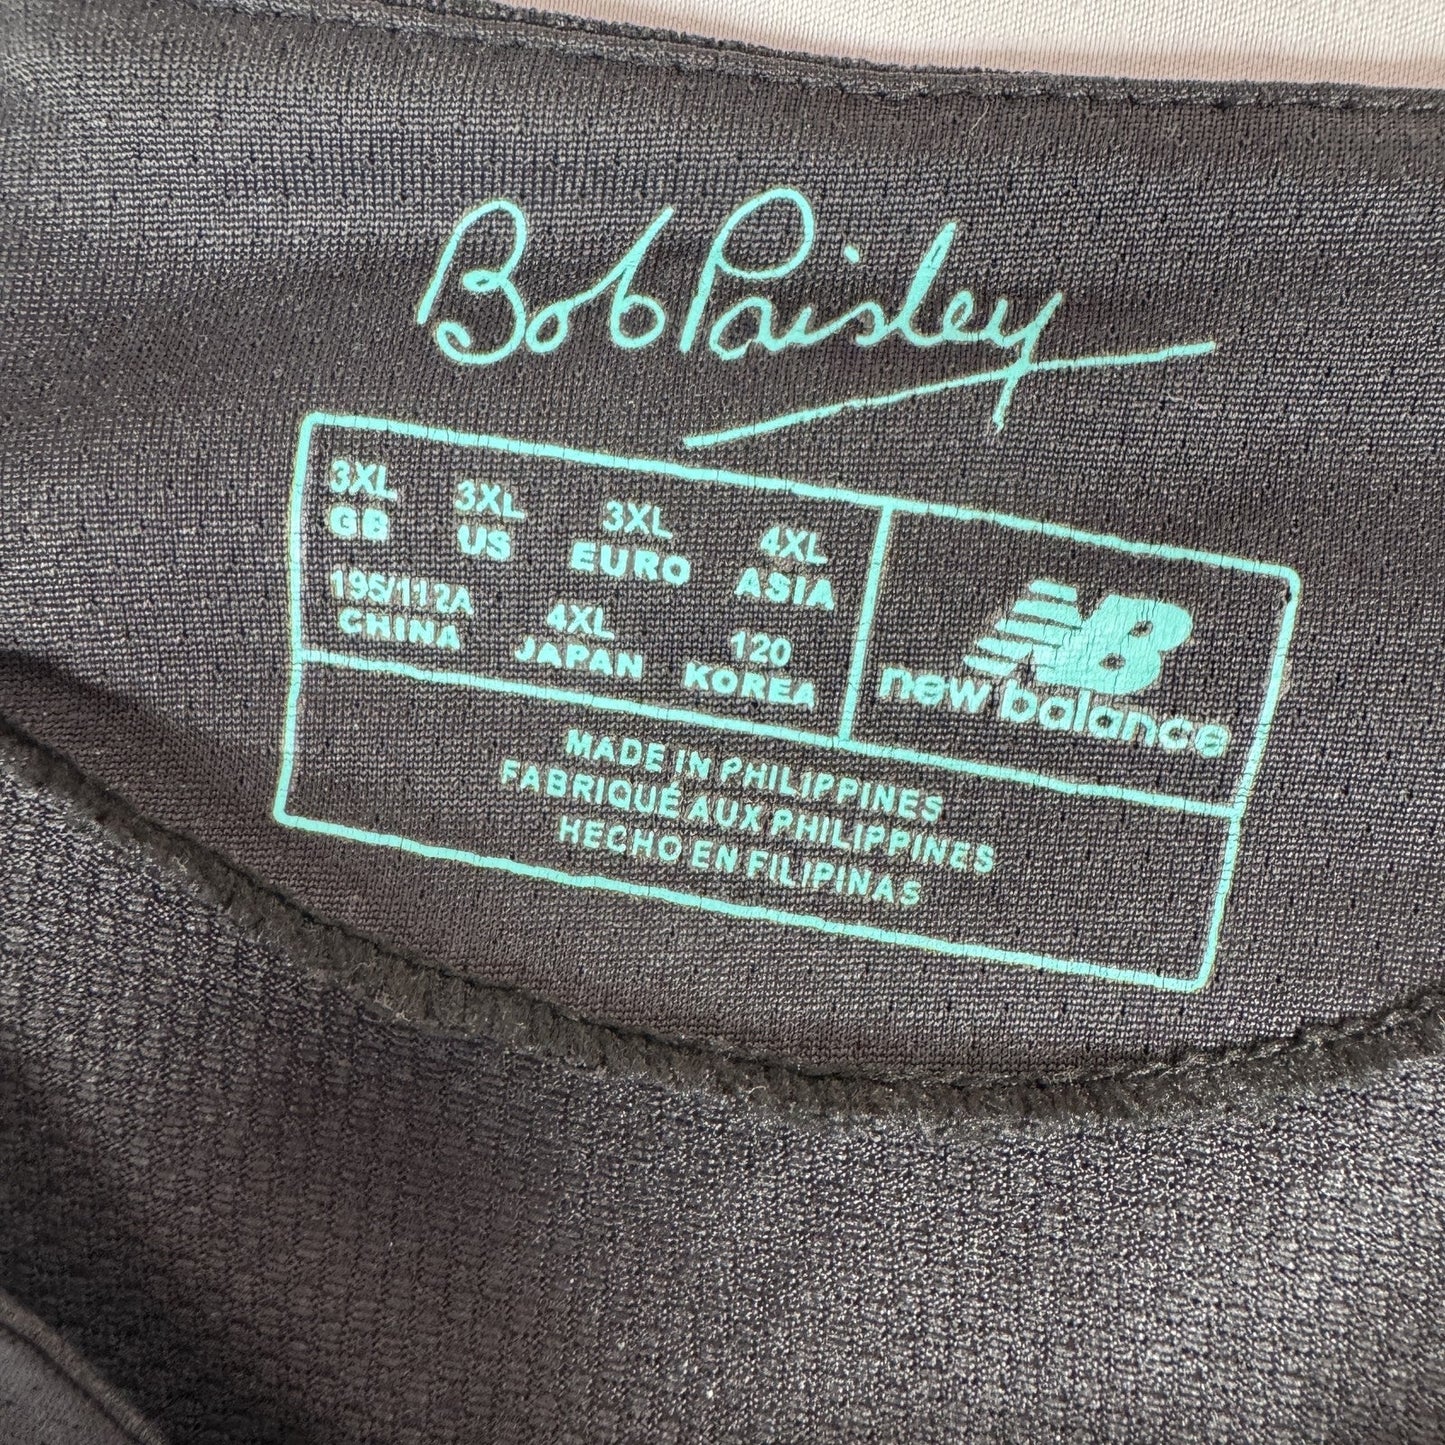 Bob Paisley
3XL 3XL 3XL 4XL
GB US EURO ASIA
195/112A 4XL 120
CHINA JAPAN KOREA
NB
new balance
MADE IN PHILIPPINES
FABRIQUÉ AUX PHILIPPINES
HECHO EN FILIPINAS